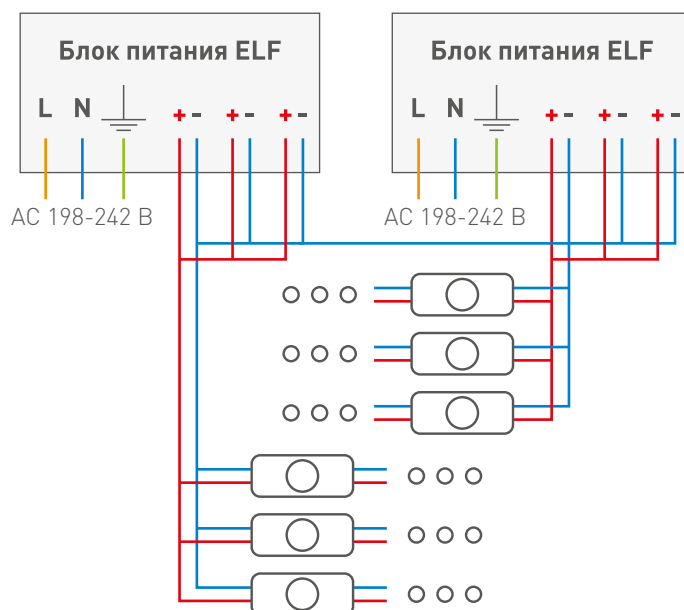 Блок питания ELF
L N + - + - + -
AC 198-242 В
Блок питания ELF
L N + - + - + -
AC 198-242 В